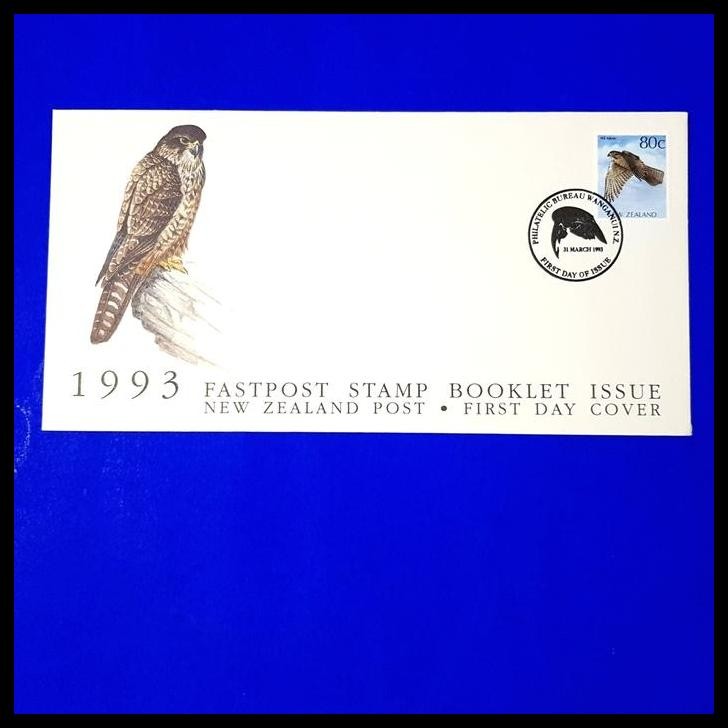 80c
NEW ZEALAND
PHILATELIC BUREAU WANGANUI N.Z.
31 MARCH 1993
FIRST DAY OF ISSUE
1993 FASTPOST STAMP BOOKLET ISSUE
NEW ZEALAND POST • FIRST DAY COVER